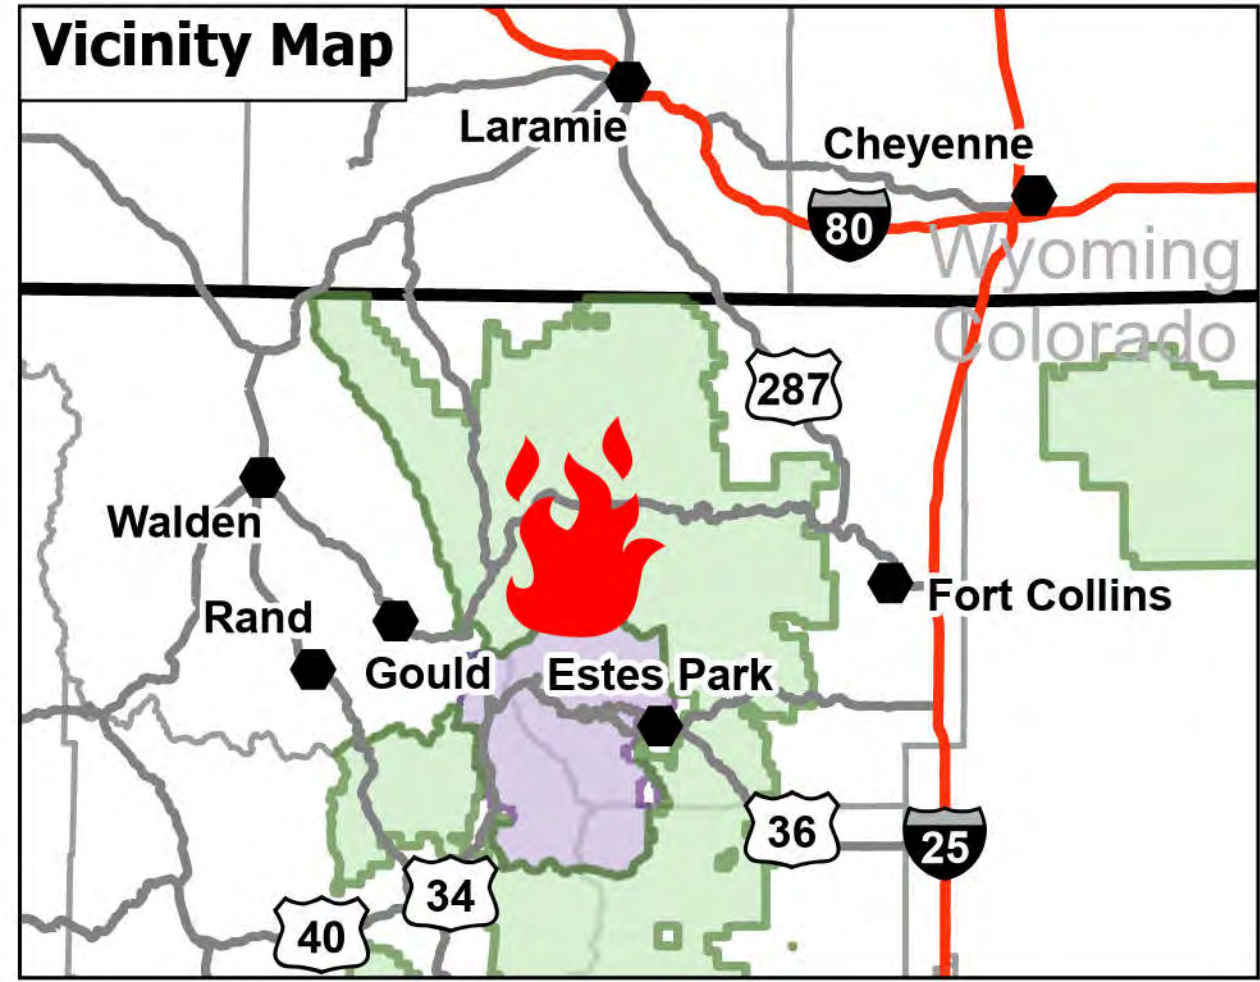 Vicinity Map
Laramie
Cheyenne
80
Wyoming
Colorado
287
Walden
Fort Collins
Rand
Gould
Estes Park
36
25
34
40